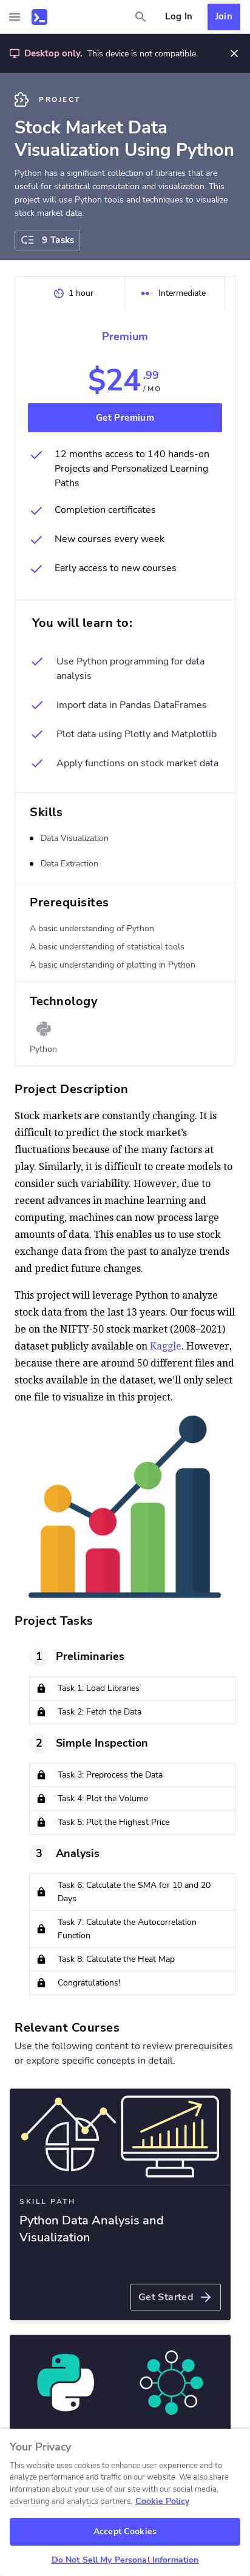 Log In
Join
Desktop only. This device is not compatible.
PROJECT
Stock Market Data
Visualization Using Python
Python has a significant collection of libraries that are
useful for statistical computation and visualization. This
project will use Python tools and techniques to visualize
stock market data.
9 Tasks
1 hour
Intermediate
Premium
$24.99
/ MO
Get Premium
12 months access to 140 hands-on
Projects and Personalized Learning
Paths
Completion certificates
New courses every week
Early access to new courses
You will learn to:
Use Python programming for data
analysis
Import data in Pandas DataFrames
Plot data using Plotly and Matplotlib
Apply functions on stock market data
Skills
Data Visualization
Data Extraction
Prerequisites
A basic understanding of Python
A basic understanding of statistical tools
A basic understanding of plotting in Python
Technology
Python
Project Description
Stock markets are constantly changing. It is
difficult to predict the stock market’s
fluctuations because of the many factors at
play. Similarly, it is difficult to create models to
consider such variability. However, due to
recent advances in machine learning and
computing, machines can now process large
amounts of data. This enables us to use stock
exchange data from the past to analyze trends
and predict future changes.
This project will leverage Python to analyze
stock data from the last 13 years. Our focus will
be on the NIFTY-50 stock market (2008–2021)
dataset publicly available on Kaggle. However,
because there are around 50 different files and
stocks available in the dataset, we’ll only select
one file to visualize in this project.
Project Tasks
1 Preliminaries
Task 1: Load Libraries
Task 2: Fetch the Data
2 Simple Inspection
Task 3: Preprocess the Data
Task 4: Plot the Volume
Task 5: Plot the Highest Price
3 Analysis
Task 6: Calculate the SMA for 10 and 20
Days
Task 7: Calculate the Autocorrelation
Function
Task 8: Calculate the Heat Map
Congratulations!
Relevant Courses
Use the following content to review prerequisites
or explore specific concepts in detail.
SKILL PATH
Python Data Analysis and
Visualization
Get Started
Your Privacy
This website uses cookies to enhance user experience and to
analyze performance and traffic on our website. We also share
information about your use of our site with our social media,
advertising and analytics partners. Cookie Policy
Accept Cookies
Do Not Sell My Personal Information